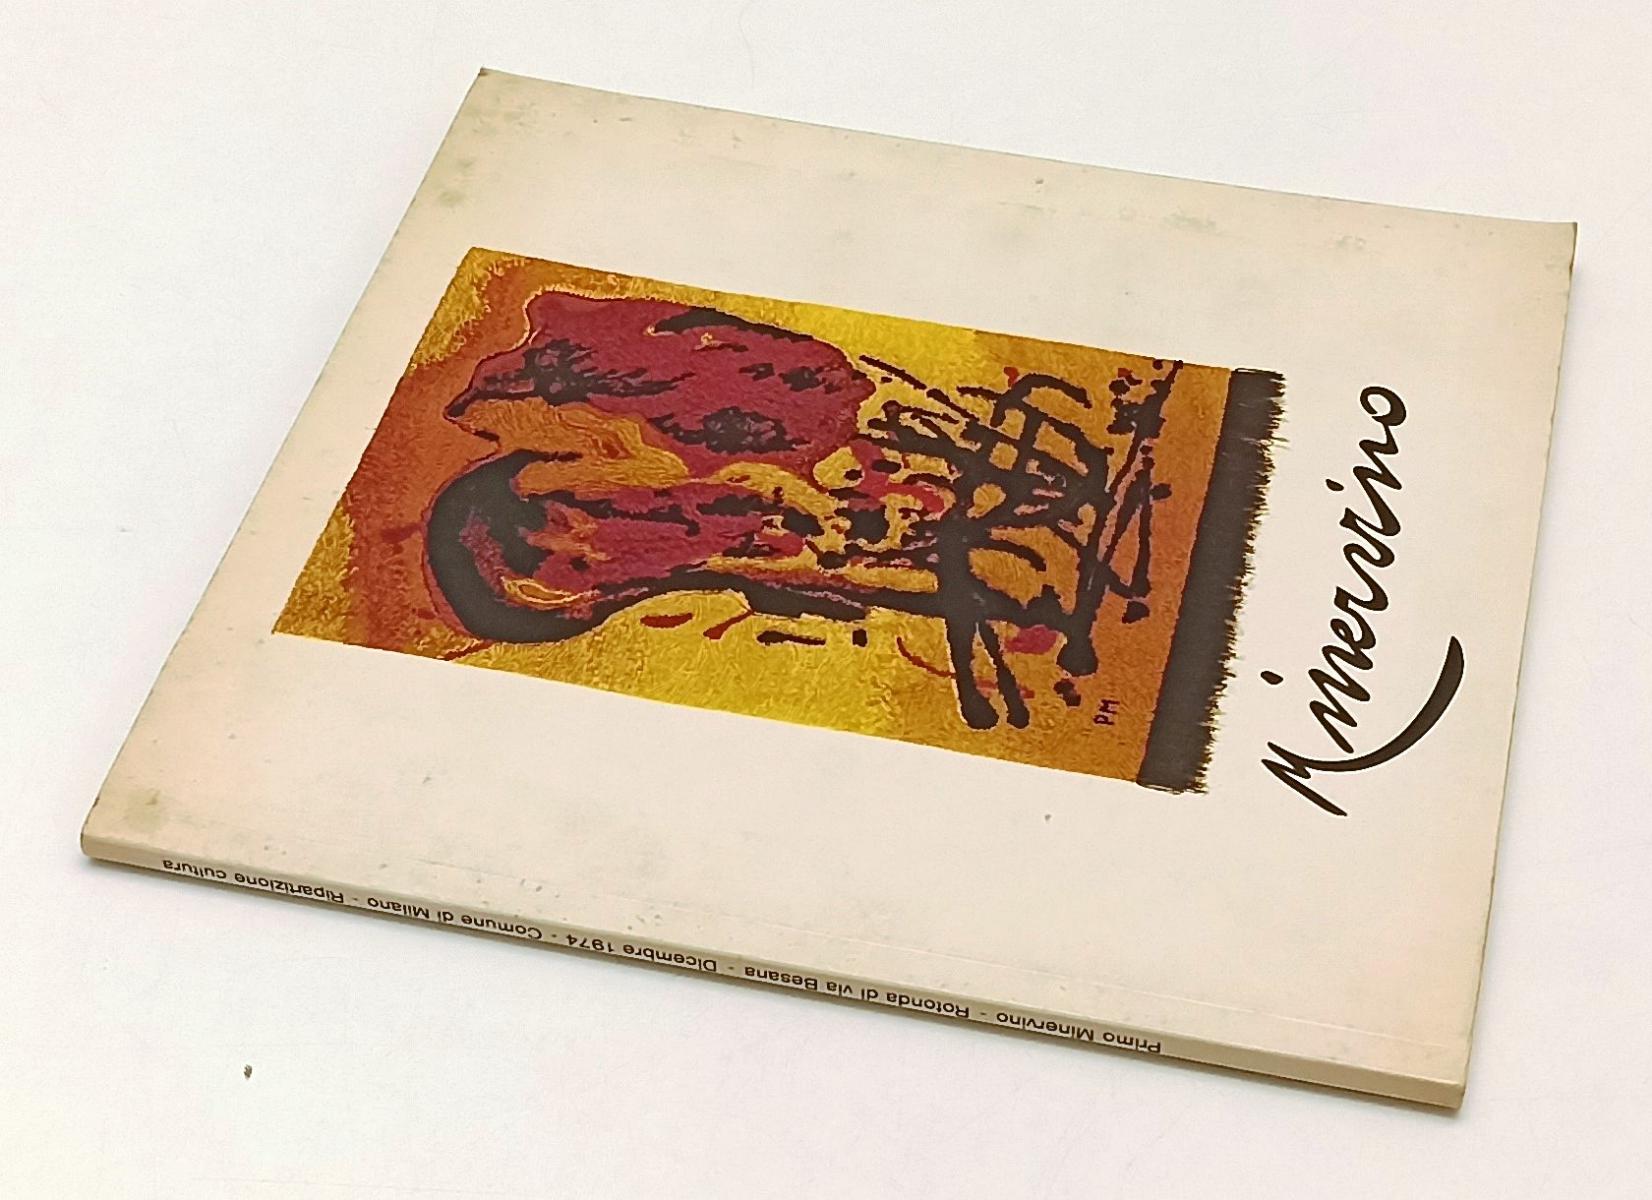 PM
Minervino
Primo Minervino - Rotonda di via Besana - Dicembre 1974 - Comune di Milano - Ripartizione cultura